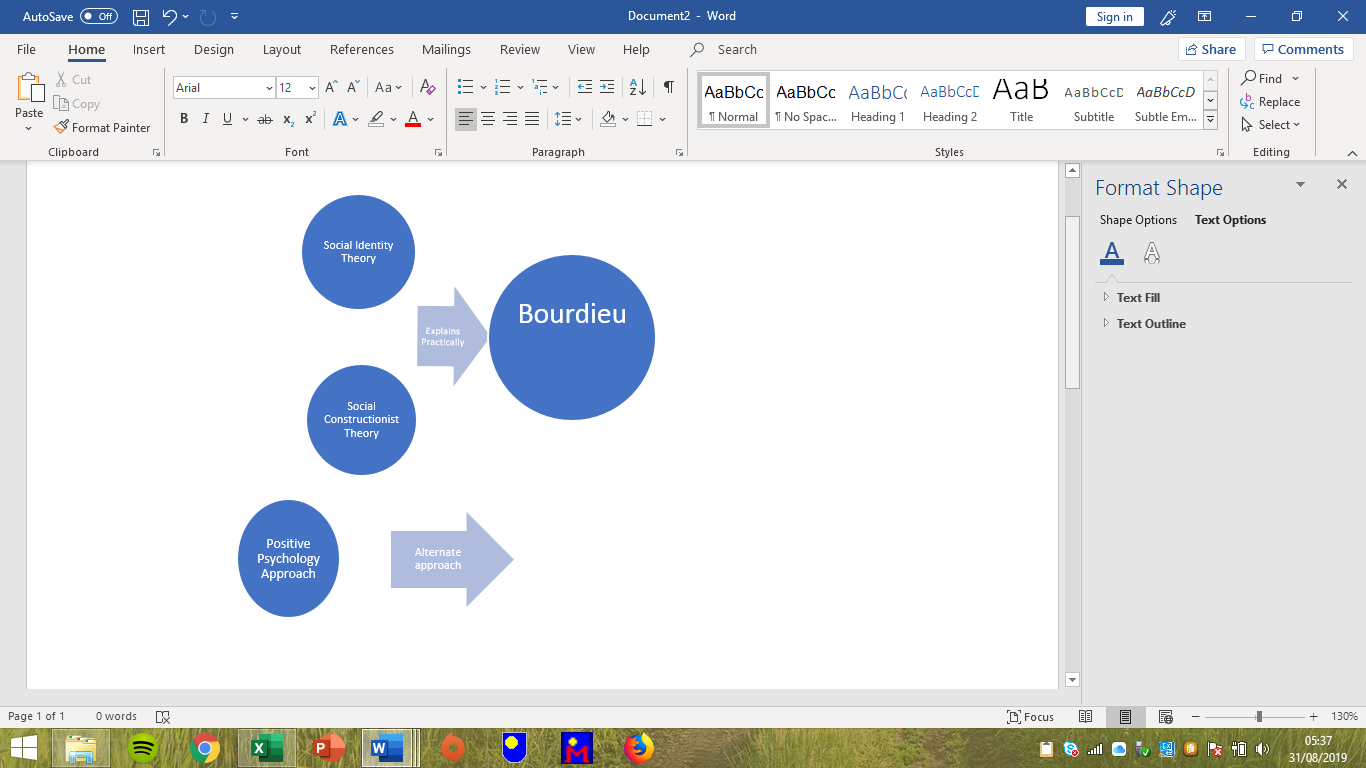 AutoSave Off
Document2 - Word
Sign in
File Home Insert Design Layout References Mailings Review View Help Search
Share Comments
Paste
Cut
Copy
Format Painter
Clipboard
Arial 12
Font
Paragraph
AaBbCc AaBbCc AaBbCc AaBbCcD AaB AaBbCcD AaBbCcD
¶ Normal ¶ No Spac... Heading 1 Heading 2 Title Subtitle Subtle Em...
Styles
Find
Replace
Select
Editing
Social Identity
Theory
Explains
Practically
Bourdieu
Social
Constructionist
Theory
Positive
Psychology
Approach
Alternate
approach
Format Shape
Shape Options Text Options
Text Fill
Text Outline
Page 1 of 1 0 words
Focus
130%
05:37
31/08/2019